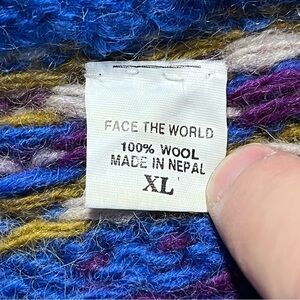 FACE THE WORLD
100% WOOL
MADE IN NEPAL
XL